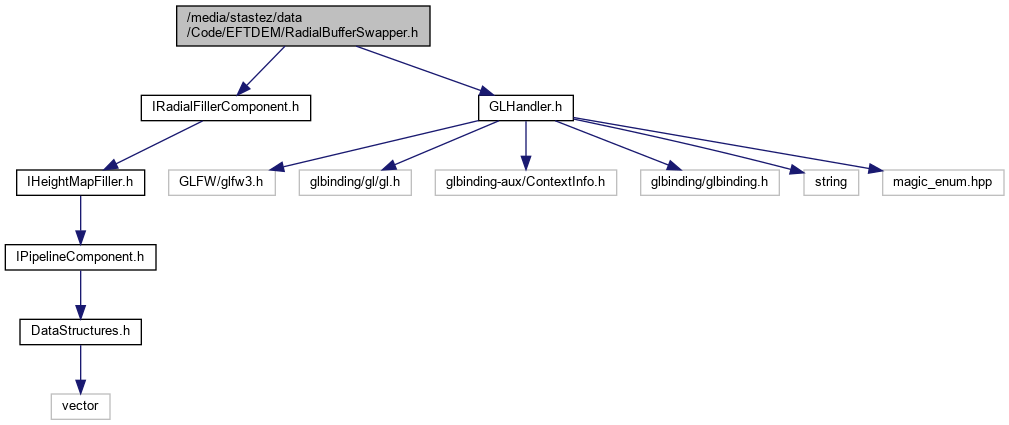 /media/stastez/data
/Code/EFTDEM/RadialBufferSwapper.h
IRadialFillerComponent.h
GLHandler.h
IHeightMapFiller.h
GLFW/glfw3.h
glbinding/gl/gl.h
glbinding-aux/ContextInfo.h
glbinding/glbinding.h
string
magic_enum.hpp
IPipelineComponent.h
DataStructures.h
vector